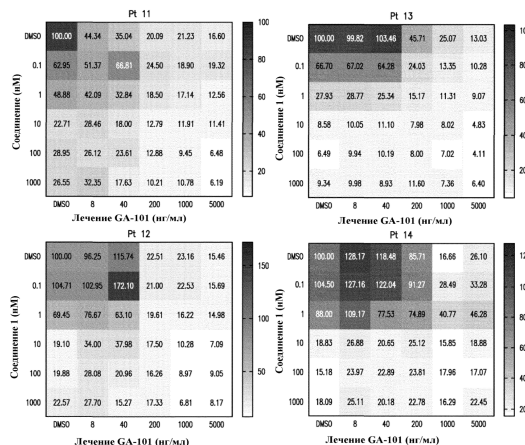 Pt 11
DMSO 100.00 44.34 35.04 20.09 21.23 16.60
0.1 62.95 51.37 66.81 24.50 18.90 19.32
1 48.88 42.09 32.84 18.50 17.14 12.56
10 22.71 28.46 18.00 12.79 11.91 11.41
100 28.95 26.12 23.61 12.88 9.45 6.48
1000 26.55 32.35 17.63 10.21 10.78 6.19
DMSO 8 40 200 1000 5000
Соединение 1 (нМ)
Лечение GA-101 (нг/мл)
100
80
60
40
20
Pt 13
DMSO 100.00 99.82 103.46 45.71 25.07 13.03
0.1 66.70 67.02 64.28 24.03 13.35 10.28
1 27.93 28.77 25.34 15.17 11.31 9.07
10 8.58 10.05 11.10 7.98 8.02 4.83
100 6.49 9.94 10.19 8.00 7.02 4.11
1000 9.34 9.98 8.93 11.60 7.36 6.40
DMSO 8 40 200 1000 5000
Соединение 1 (нМ)
Лечение GA-101 (нг/мл)
100
80
60
40
20
Pt 12
DMSO 100.00 96.25 115.74 22.51 23.16 15.46
0.1 104.71 102.95 172.10 21.00 22.53 15.69
1 69.45 76.67 63.10 19.61 16.22 14.98
10 19.10 34.00 37.98 17.50 10.28 7.09
100 19.88 28.08 20.96 16.26 8.97 9.05
1000 22.57 27.70 15.27 17.33 6.81 8.17
DMSO 8 40 200 1000 5000
Соединение 1 (нМ)
Лечение GA-101 (нг/мл)
150
100
50
Pt 14
DMSO 100.00 128.17 118.48 85.71 16.66 26.10
0.1 104.50 127.16 122.04 91.27 28.49 33.28
1 88.00 109.17 77.53 74.89 40.77 46.28
10 18.83 26.88 20.65 25.12 15.85 18.88
100 15.18 23.97 22.89 23.81 17.96 17.07
1000 18.09 25.11 20.18 22.78 16.29 22.45
DMSO 8 40 200 1000 5000
Соединение 1 (нМ)
Лечение GA-101 (нг/мл)
120
100
80
60
40
20